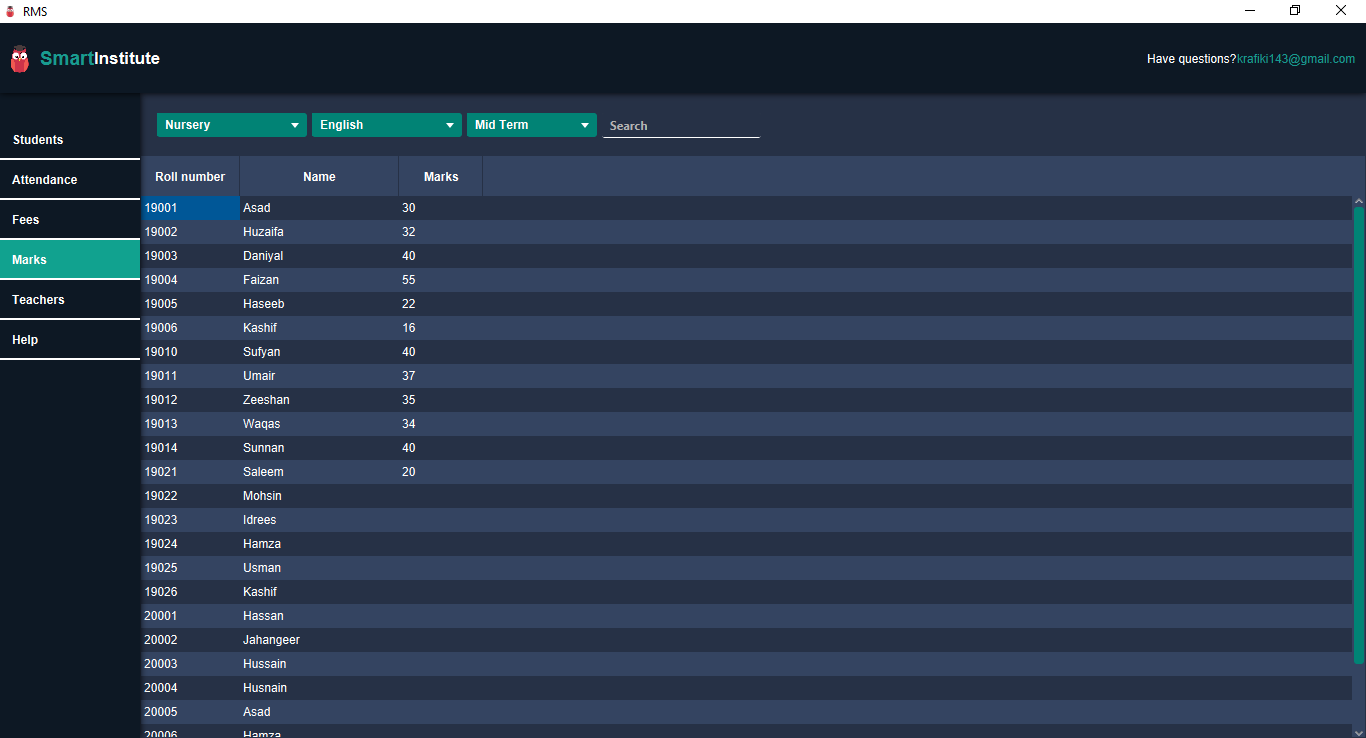 RMS
SmartInstitute
Have questions?krafiki143@gmail.com
Students
Attendance
Fees
Marks
Teachers
Help
Nursery English Mid Term Search
Roll number Name Marks
19001 Asad 30
19002 Huzaifa 32
19003 Daniyal 40
19004 Faizan 55
19005 Haseeb 22
19006 Kashif 16
19010 Sufyan 40
19011 Umair 37
19012 Zeeshan 35
19013 Waqas 34
19014 Sunnan 40
19021 Saleem 20
19022 Mohsin
19023 Idrees
19024 Hamza
19025 Usman
19026 Kashif
20001 Hassan
20002 Jahangeer
20003 Hussain
20004 Husnain
20005 Asad
20006 Hamza